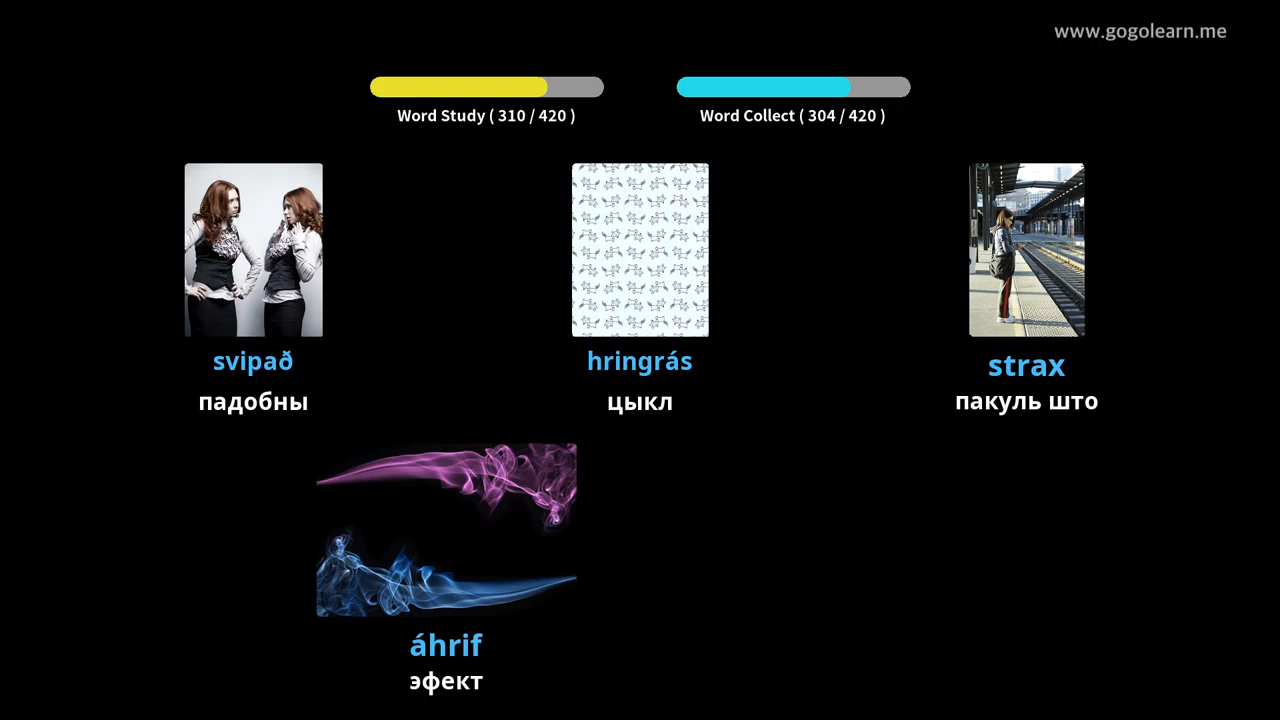 www.gogolearn.me
Word Study ( 310 / 420 )
Word Collect ( 304 / 420 )
svipað
падобны
hringrás
цыкл
strax
пакуль што
áhrif
эфект